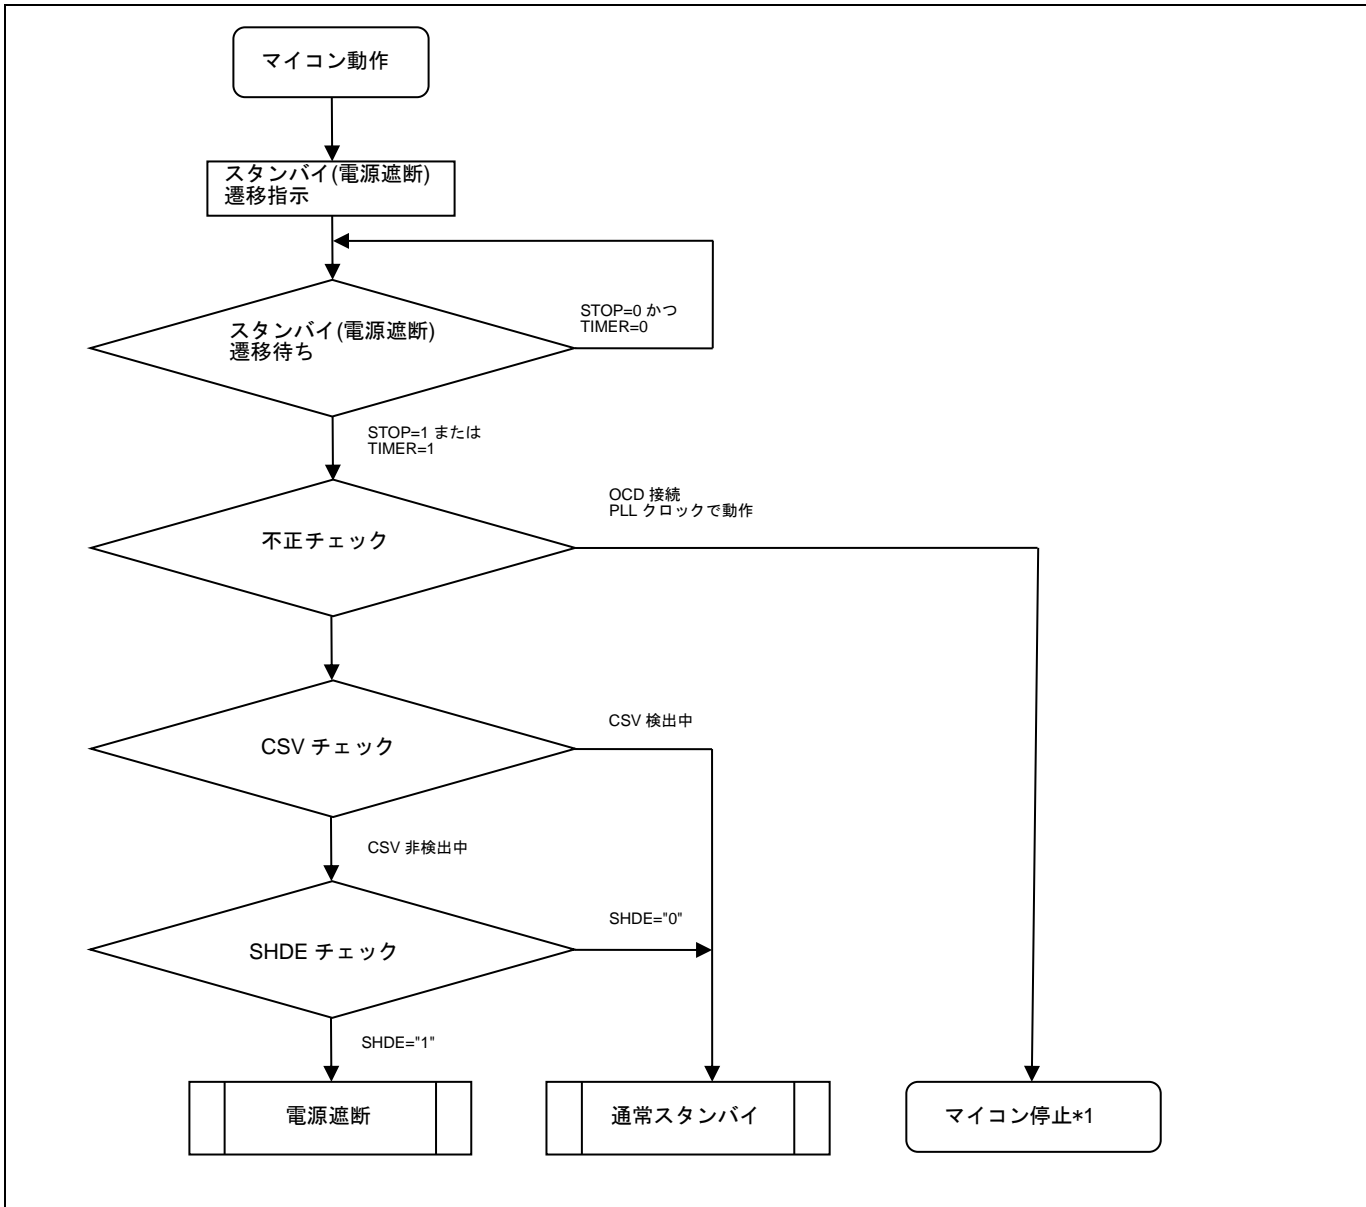 マイコン動作
スタンバイ(電源遮断)
遷移指示
STOP=0 かつ
TIMER=0
スタンバイ(電源遮断)
遷移待ち
STOP=1 または
TIMER=1
OCD 接続
PLL クロックで動作
不正チェック
CSV 検出中
CSV チェック
CSV 非検出中
SHDE="0"
SHDE チェック
SHDE="1"
電源遮断
通常スタンバイ
マイコン停止*1